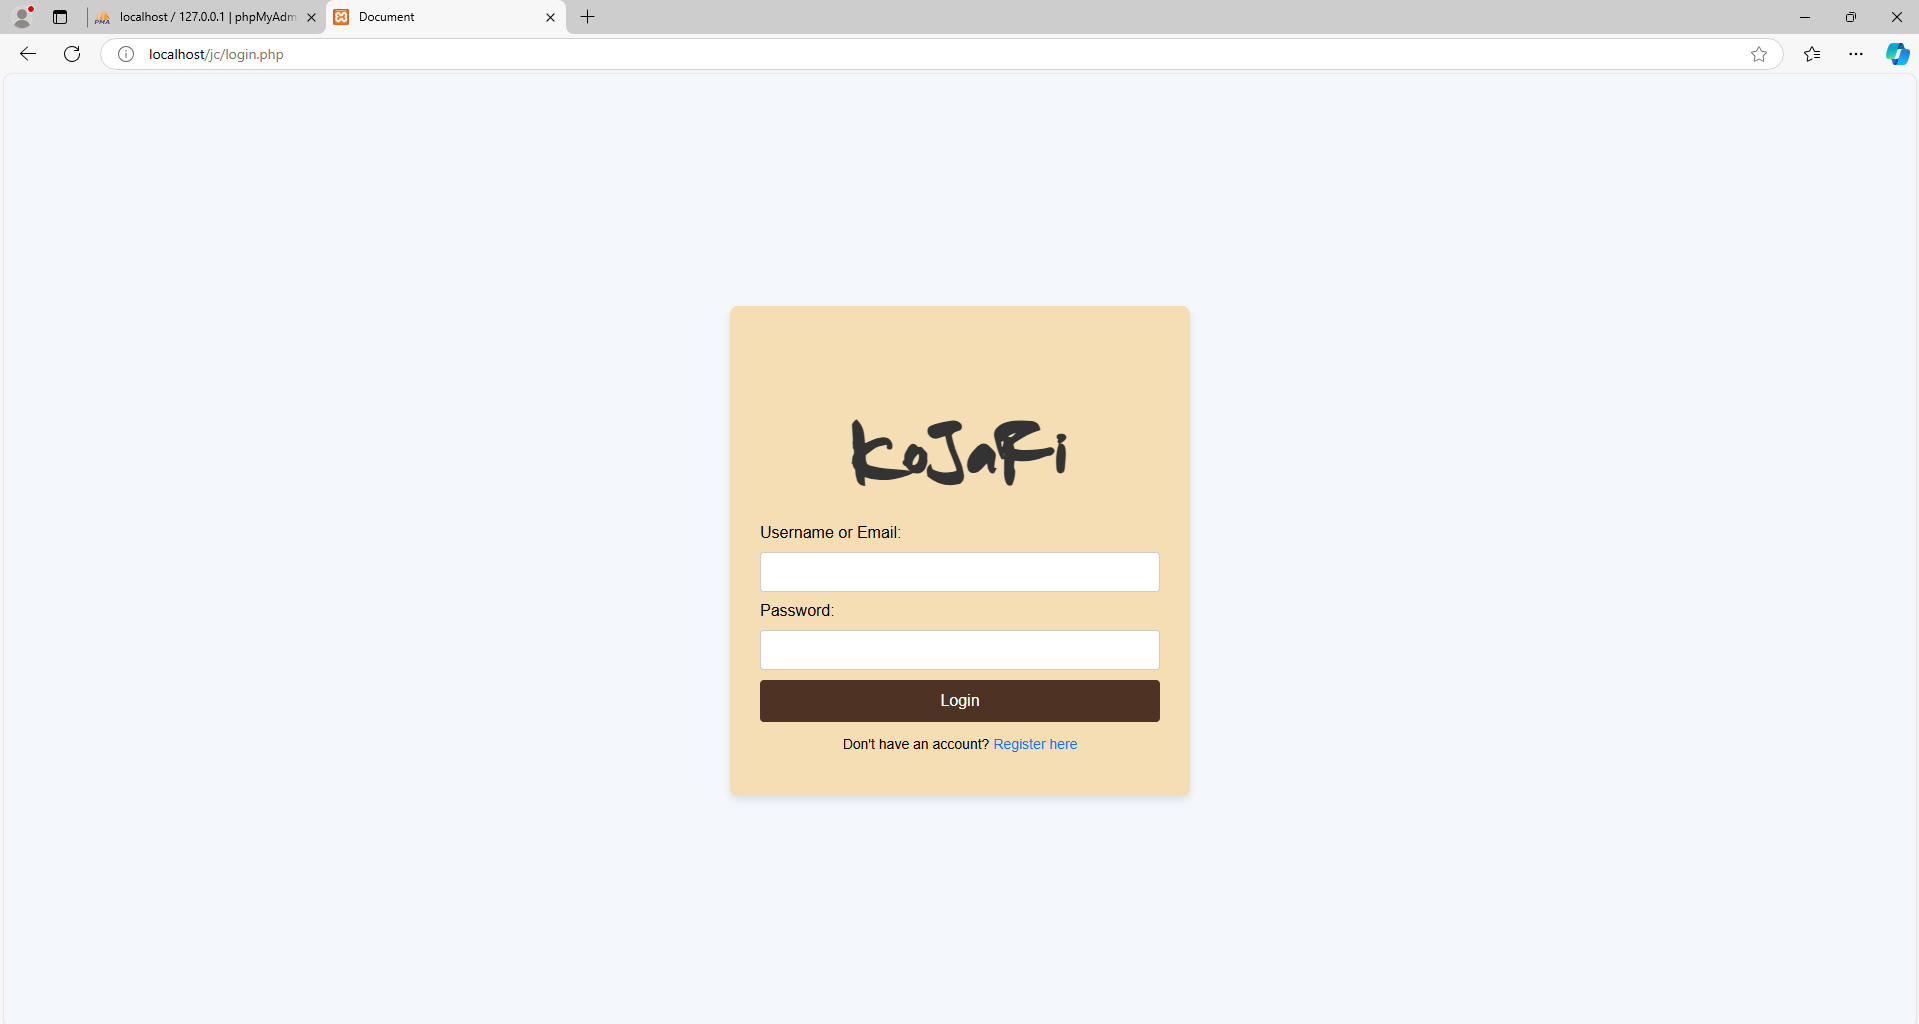 localhost / 127.0.0.1 | phpMyAdm
Document
localhost/jc/login.php
KoJaFi
Username or Email:
Password:
Login
Don't have an account? Register here